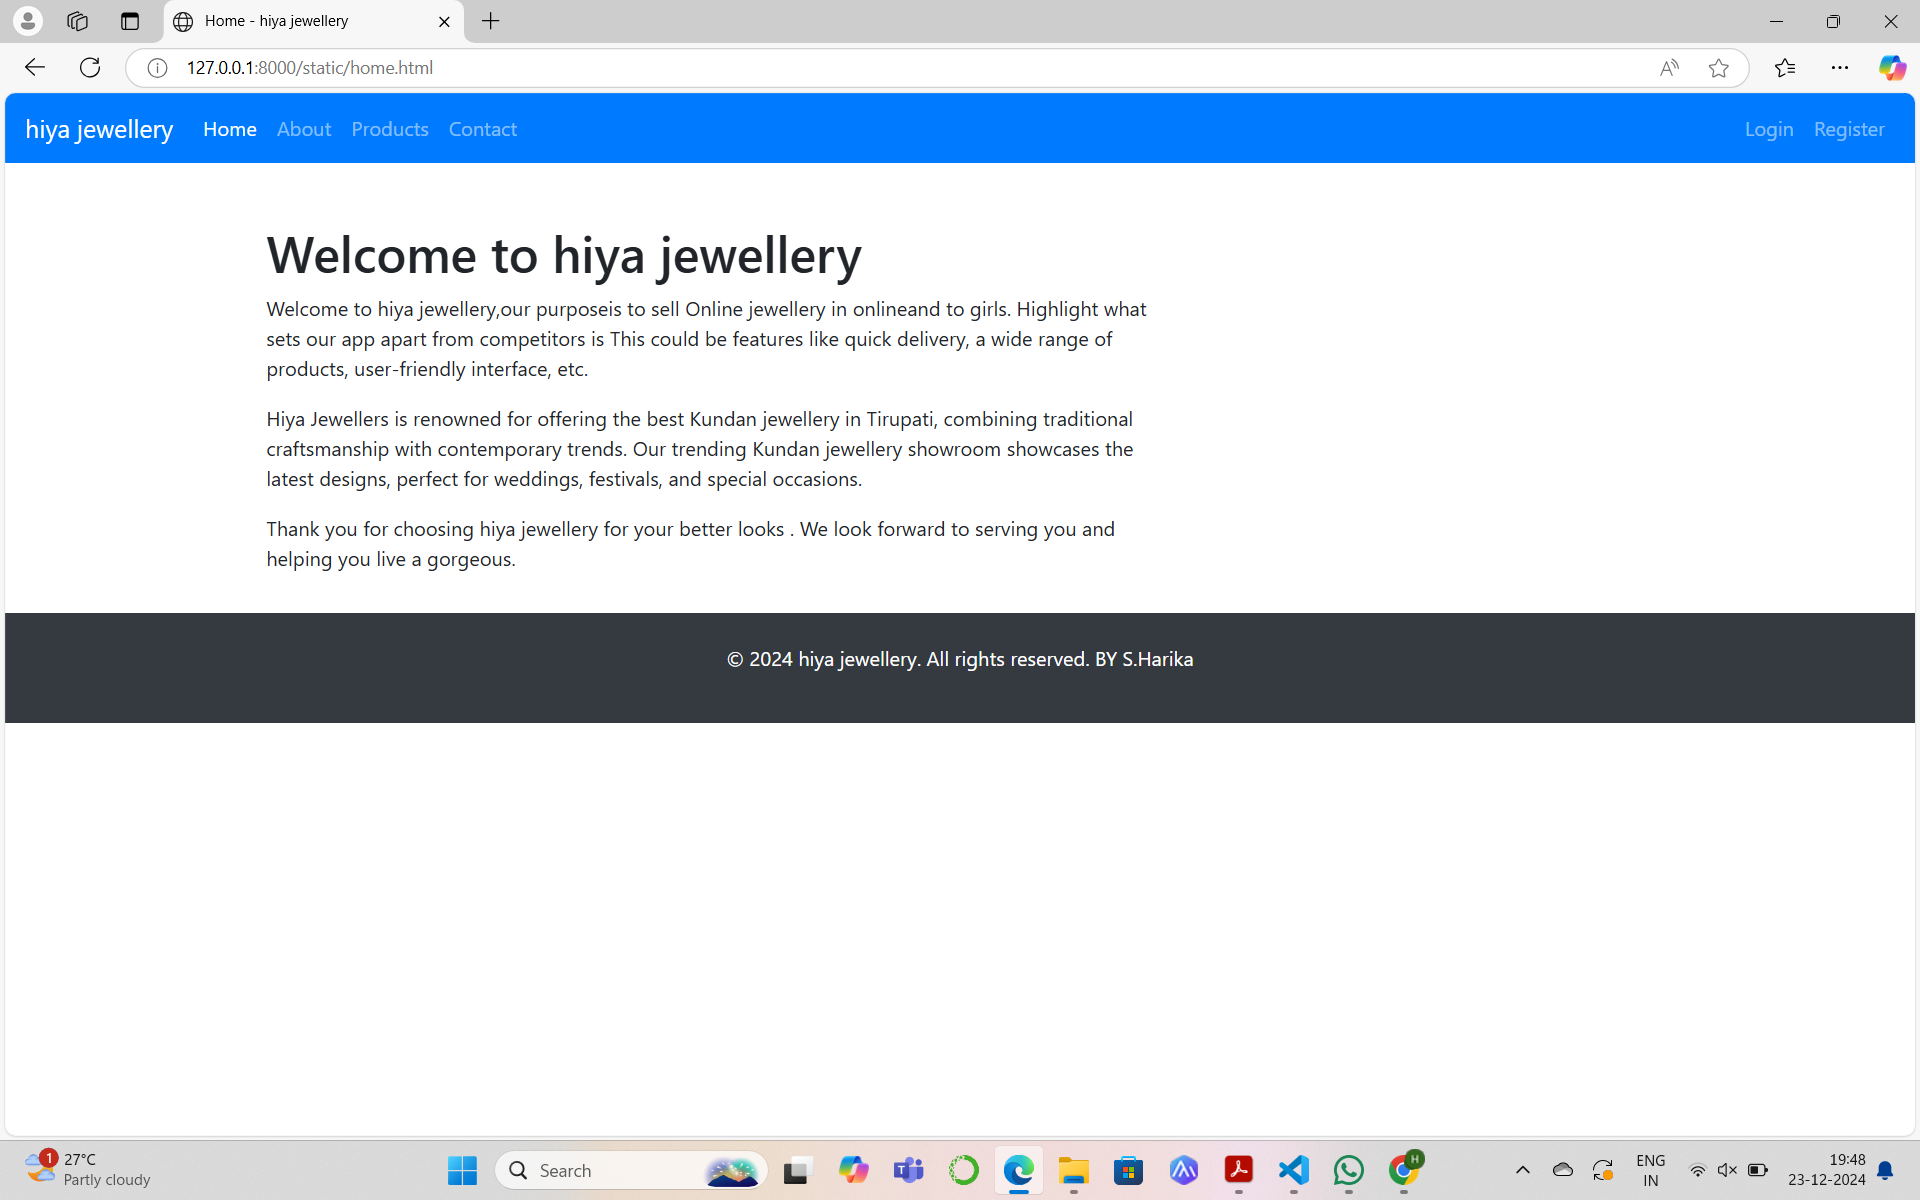 Home - hiya jewellery
127.0.0.1:8000/static/home.html
hiya jewellery Home About Products Contact Login Register
Welcome to hiya jewellery
Welcome to hiya jewellery,our purposeis to sell Online jewellery in onlineand to girls. Highlight what
sets our app apart from competitors is This could be features like quick delivery, a wide range of
products, user-friendly interface, etc.
Hiya Jewellers is renowned for offering the best Kundan jewellery in Tirupati, combining traditional
craftsmanship with contemporary trends. Our trending Kundan jewellery showroom showcases the
latest designs, perfect for weddings, festivals, and special occasions.
Thank you for choosing hiya jewellery for your better looks . We look forward to serving you and
helping you live a gorgeous.
© 2024 hiya jewellery. All rights reserved. BY S.Harika
1
27°C
Partly cloudy
Search
H
ENG
IN
19:48
23-12-2024